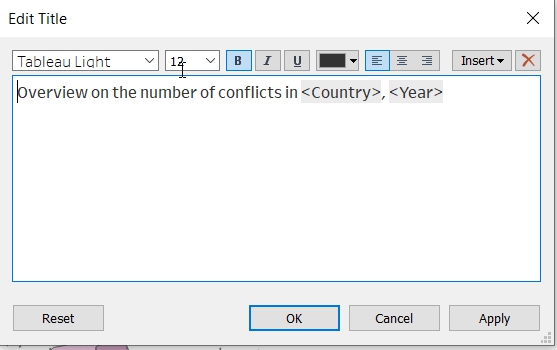 Edit Title
Tableau Light 12 B I U Insert
Overview on the number of conflicts in <Country>, <Year>
Reset OK Cancel Apply